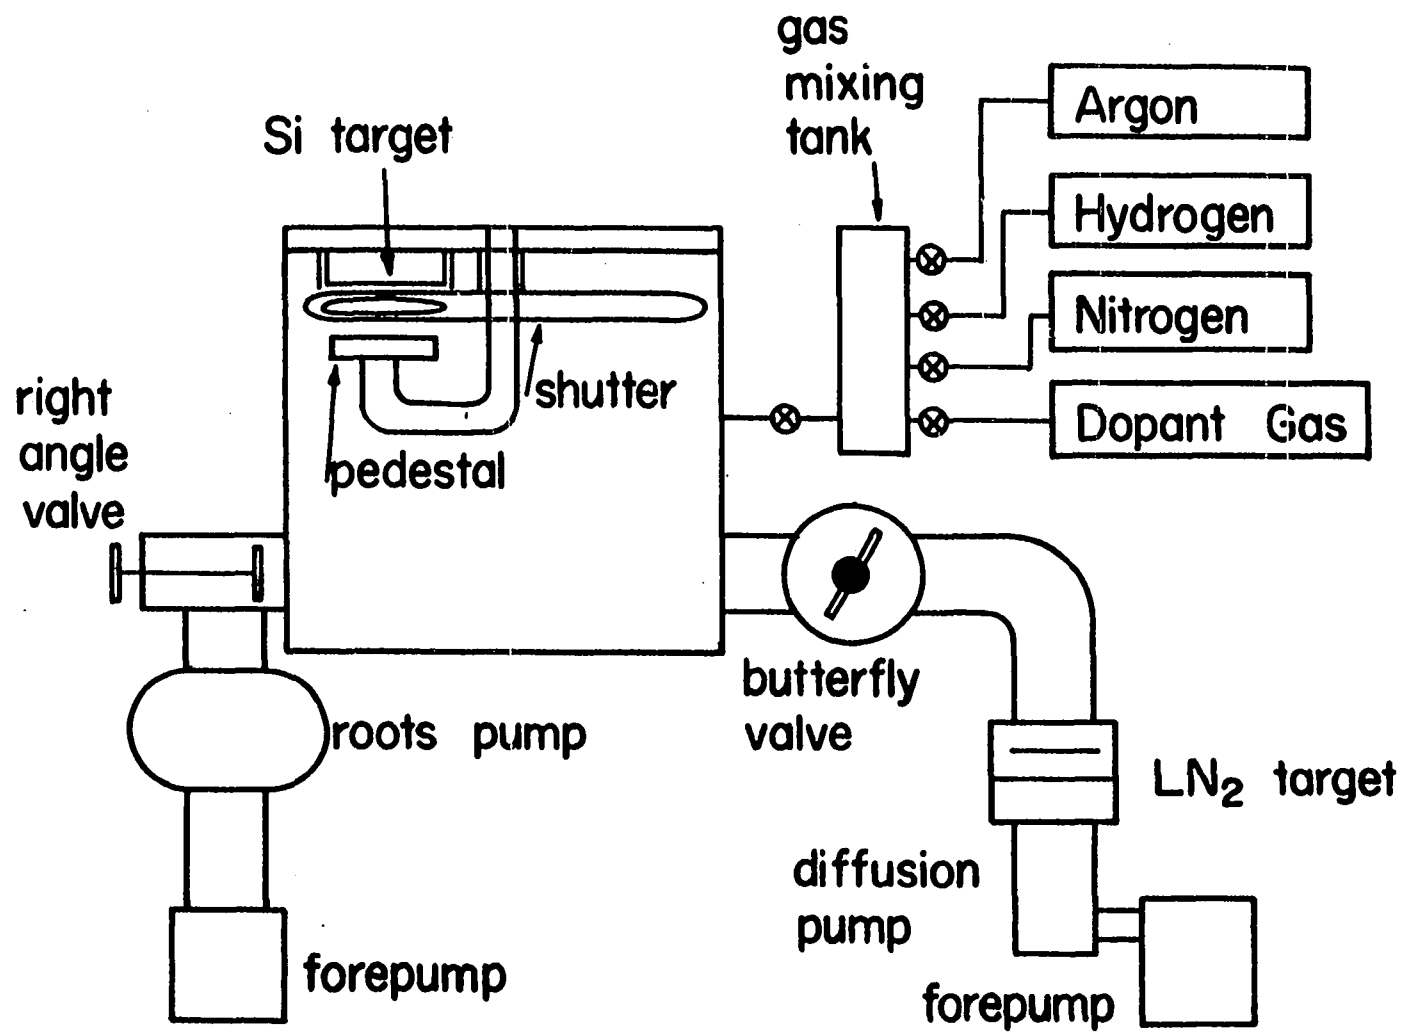 gas
mixing
tank
Argon
Si target
Hydrogen
Nitrogen
shutter
right
angle
valve
Dopant Gas
pedestal
butterfly
valve
roots pump
LN2 target
diffusion
pump
forepump
forepump